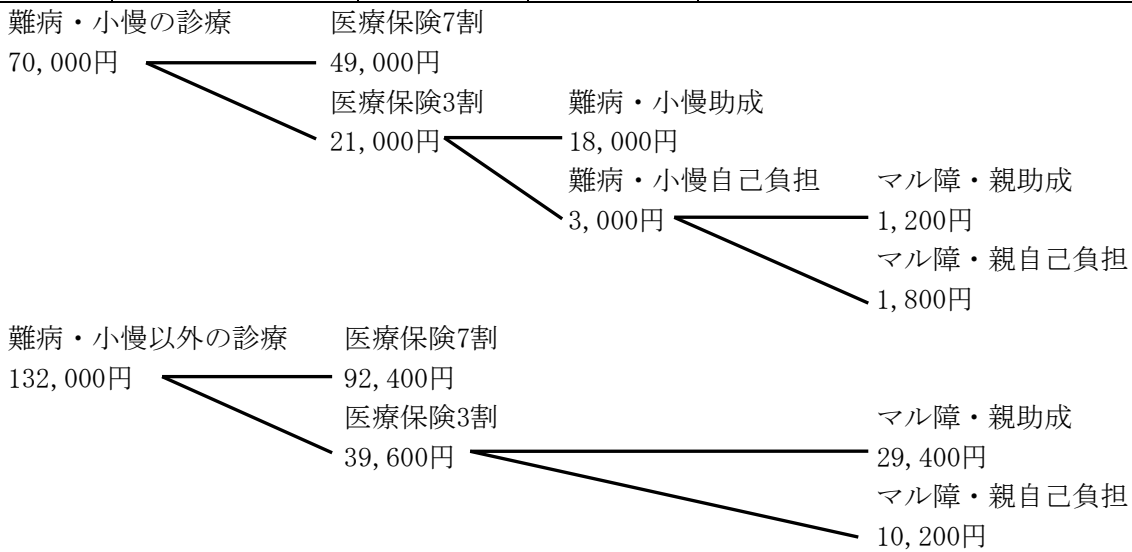 難病・小慢の診療 医療保険7割
70,000円 49,000円
医療保険3割 難病・小慢助成
21,000円 18,000円
難病・小慢自己負担 マル障・親助成
3,000円 1,200円
マル障・親自己負担
1,800円
難病・小慢以外の診療 医療保険7割
132,000円 92,400円
医療保険3割 マル障・親助成
39,600円 29,400円
マル障・親自己負担
10,200円